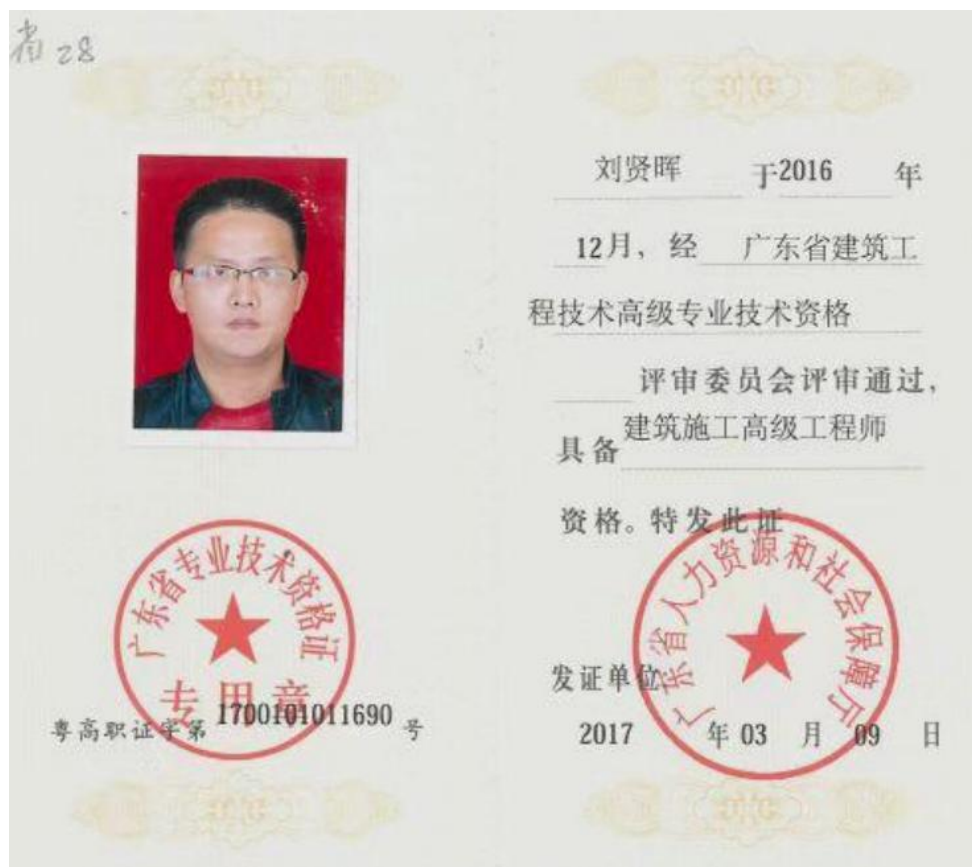 省28
广东省专业技术资格证
专用章
粤高职证字第 1700101011690 号
刘贤晖 于2016 年
12月，经 广东省建筑工
程技术高级专业技术资格
评审委员会评审通过，
具备 建筑施工高级工程师
资格。特发此证
广东省人力资源和社会保障厅
发证单位
2017 年 03 月 09 日